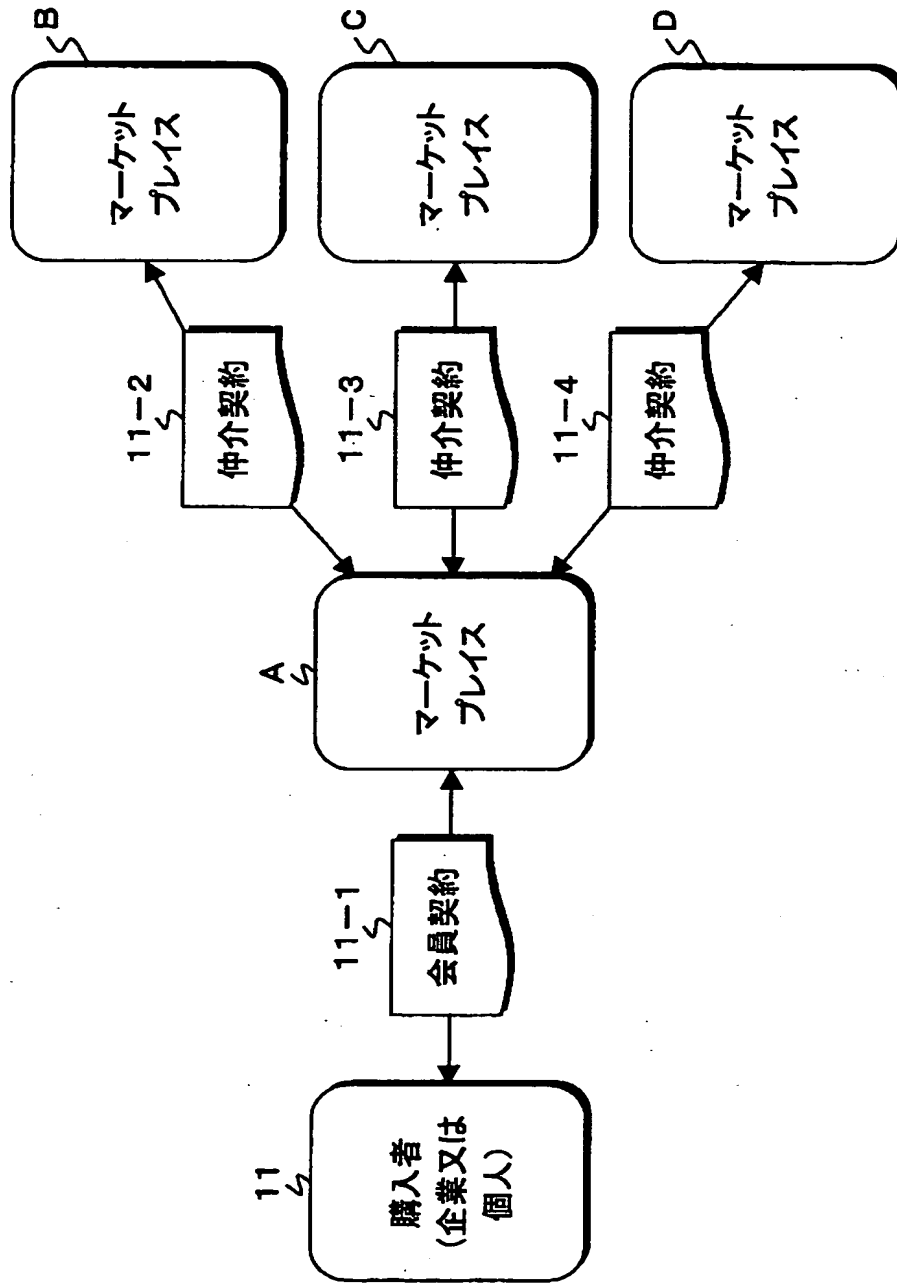 11
購入者
(企業又は
個人)
11-1
会員契約
A
マーケット
プレイス
11-2
仲介契約
11-3
仲介契約
11-4
仲介契約
B
マーケット
プレイス
C
マーケット
プレイス
D
マーケット
プレイス